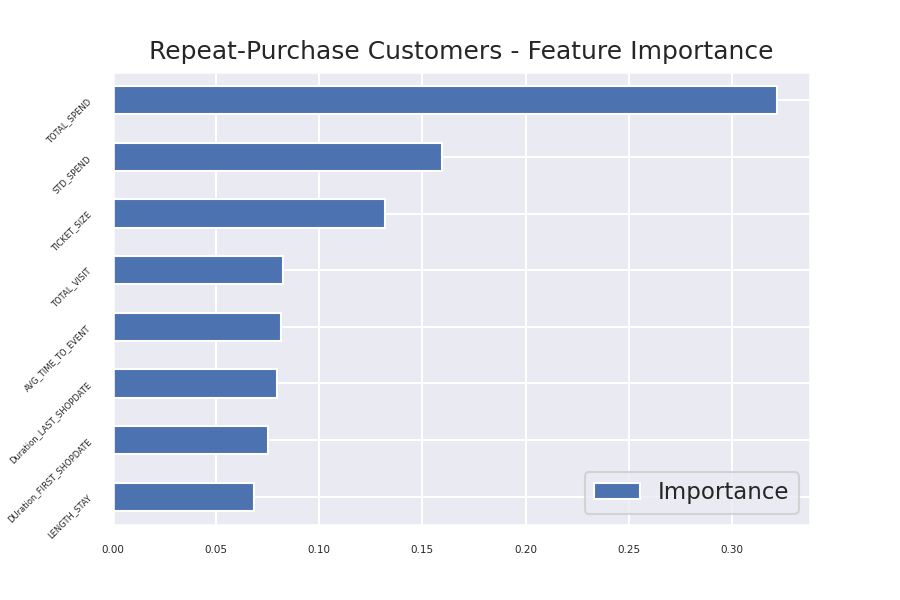 Repeat-Purchase Customers - Feature Importance
TOTAL_SPEND
STD_SPEND
TICKET_SIZE
TOTAL_VISIT
AVG_TIME_TO_EVENT
Duration_LAST_SHOPDATE
DUration_FIRST_SHOPDATE
LENGTH_STAY
Importance
0.00 0.05 0.10 0.15 0.20 0.25 0.30